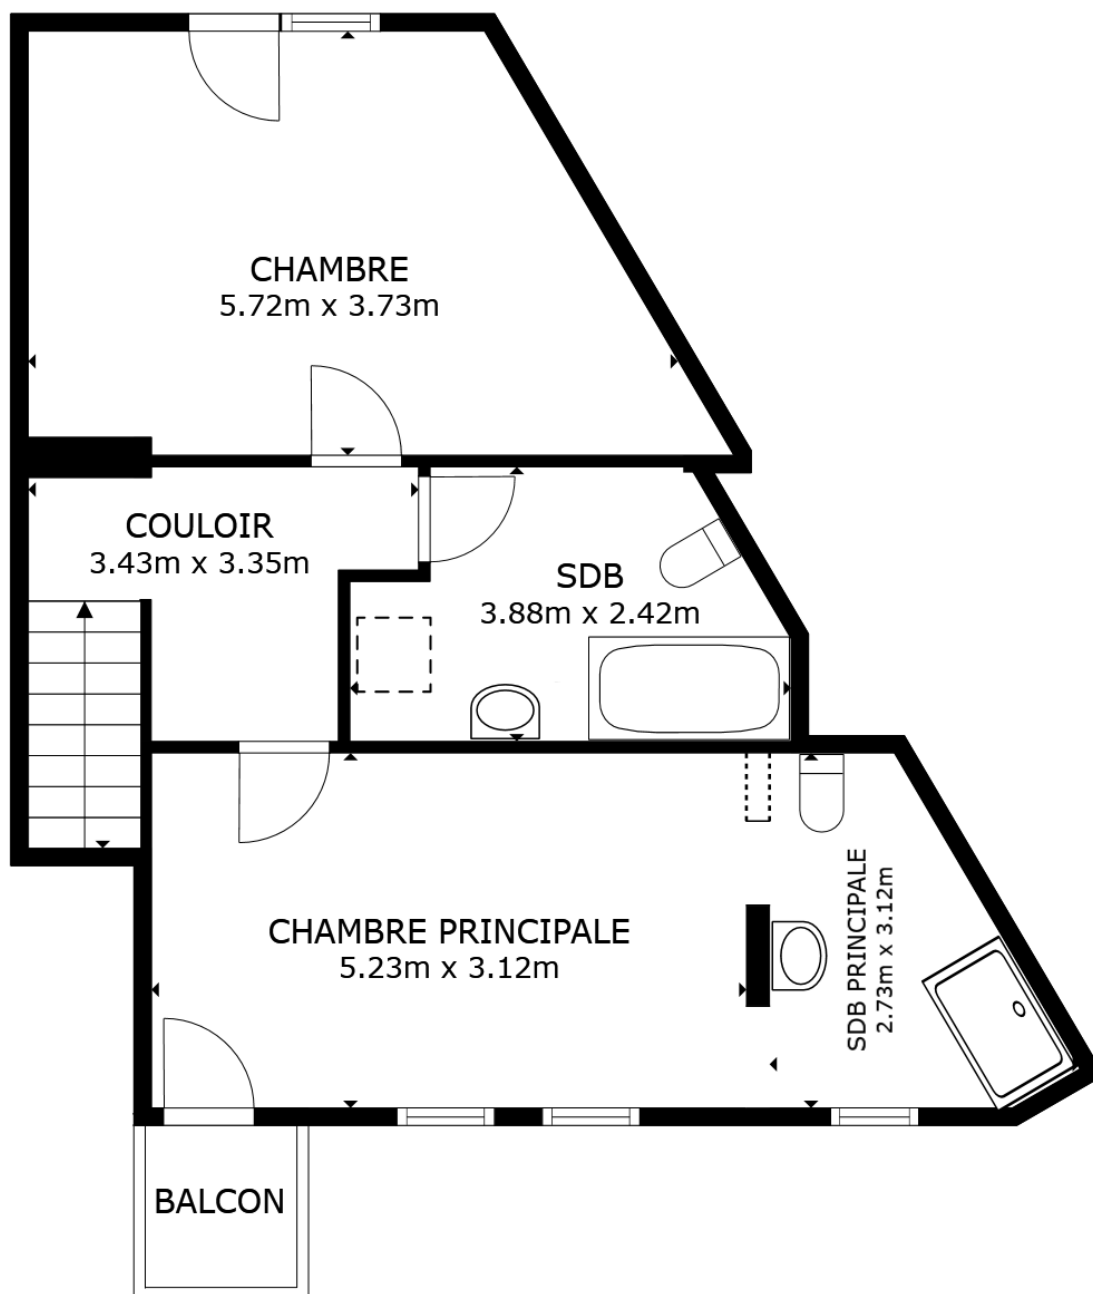 CHAMBRE
5.72m x 3.73m
COULOIR
3.43m x 3.35m
SDB
3.88m x 2.42m
CHAMBRE PRINCIPALE
5.23m x 3.12m
SDB PRINCIPALE
2.73m x 3.12m
BALCON